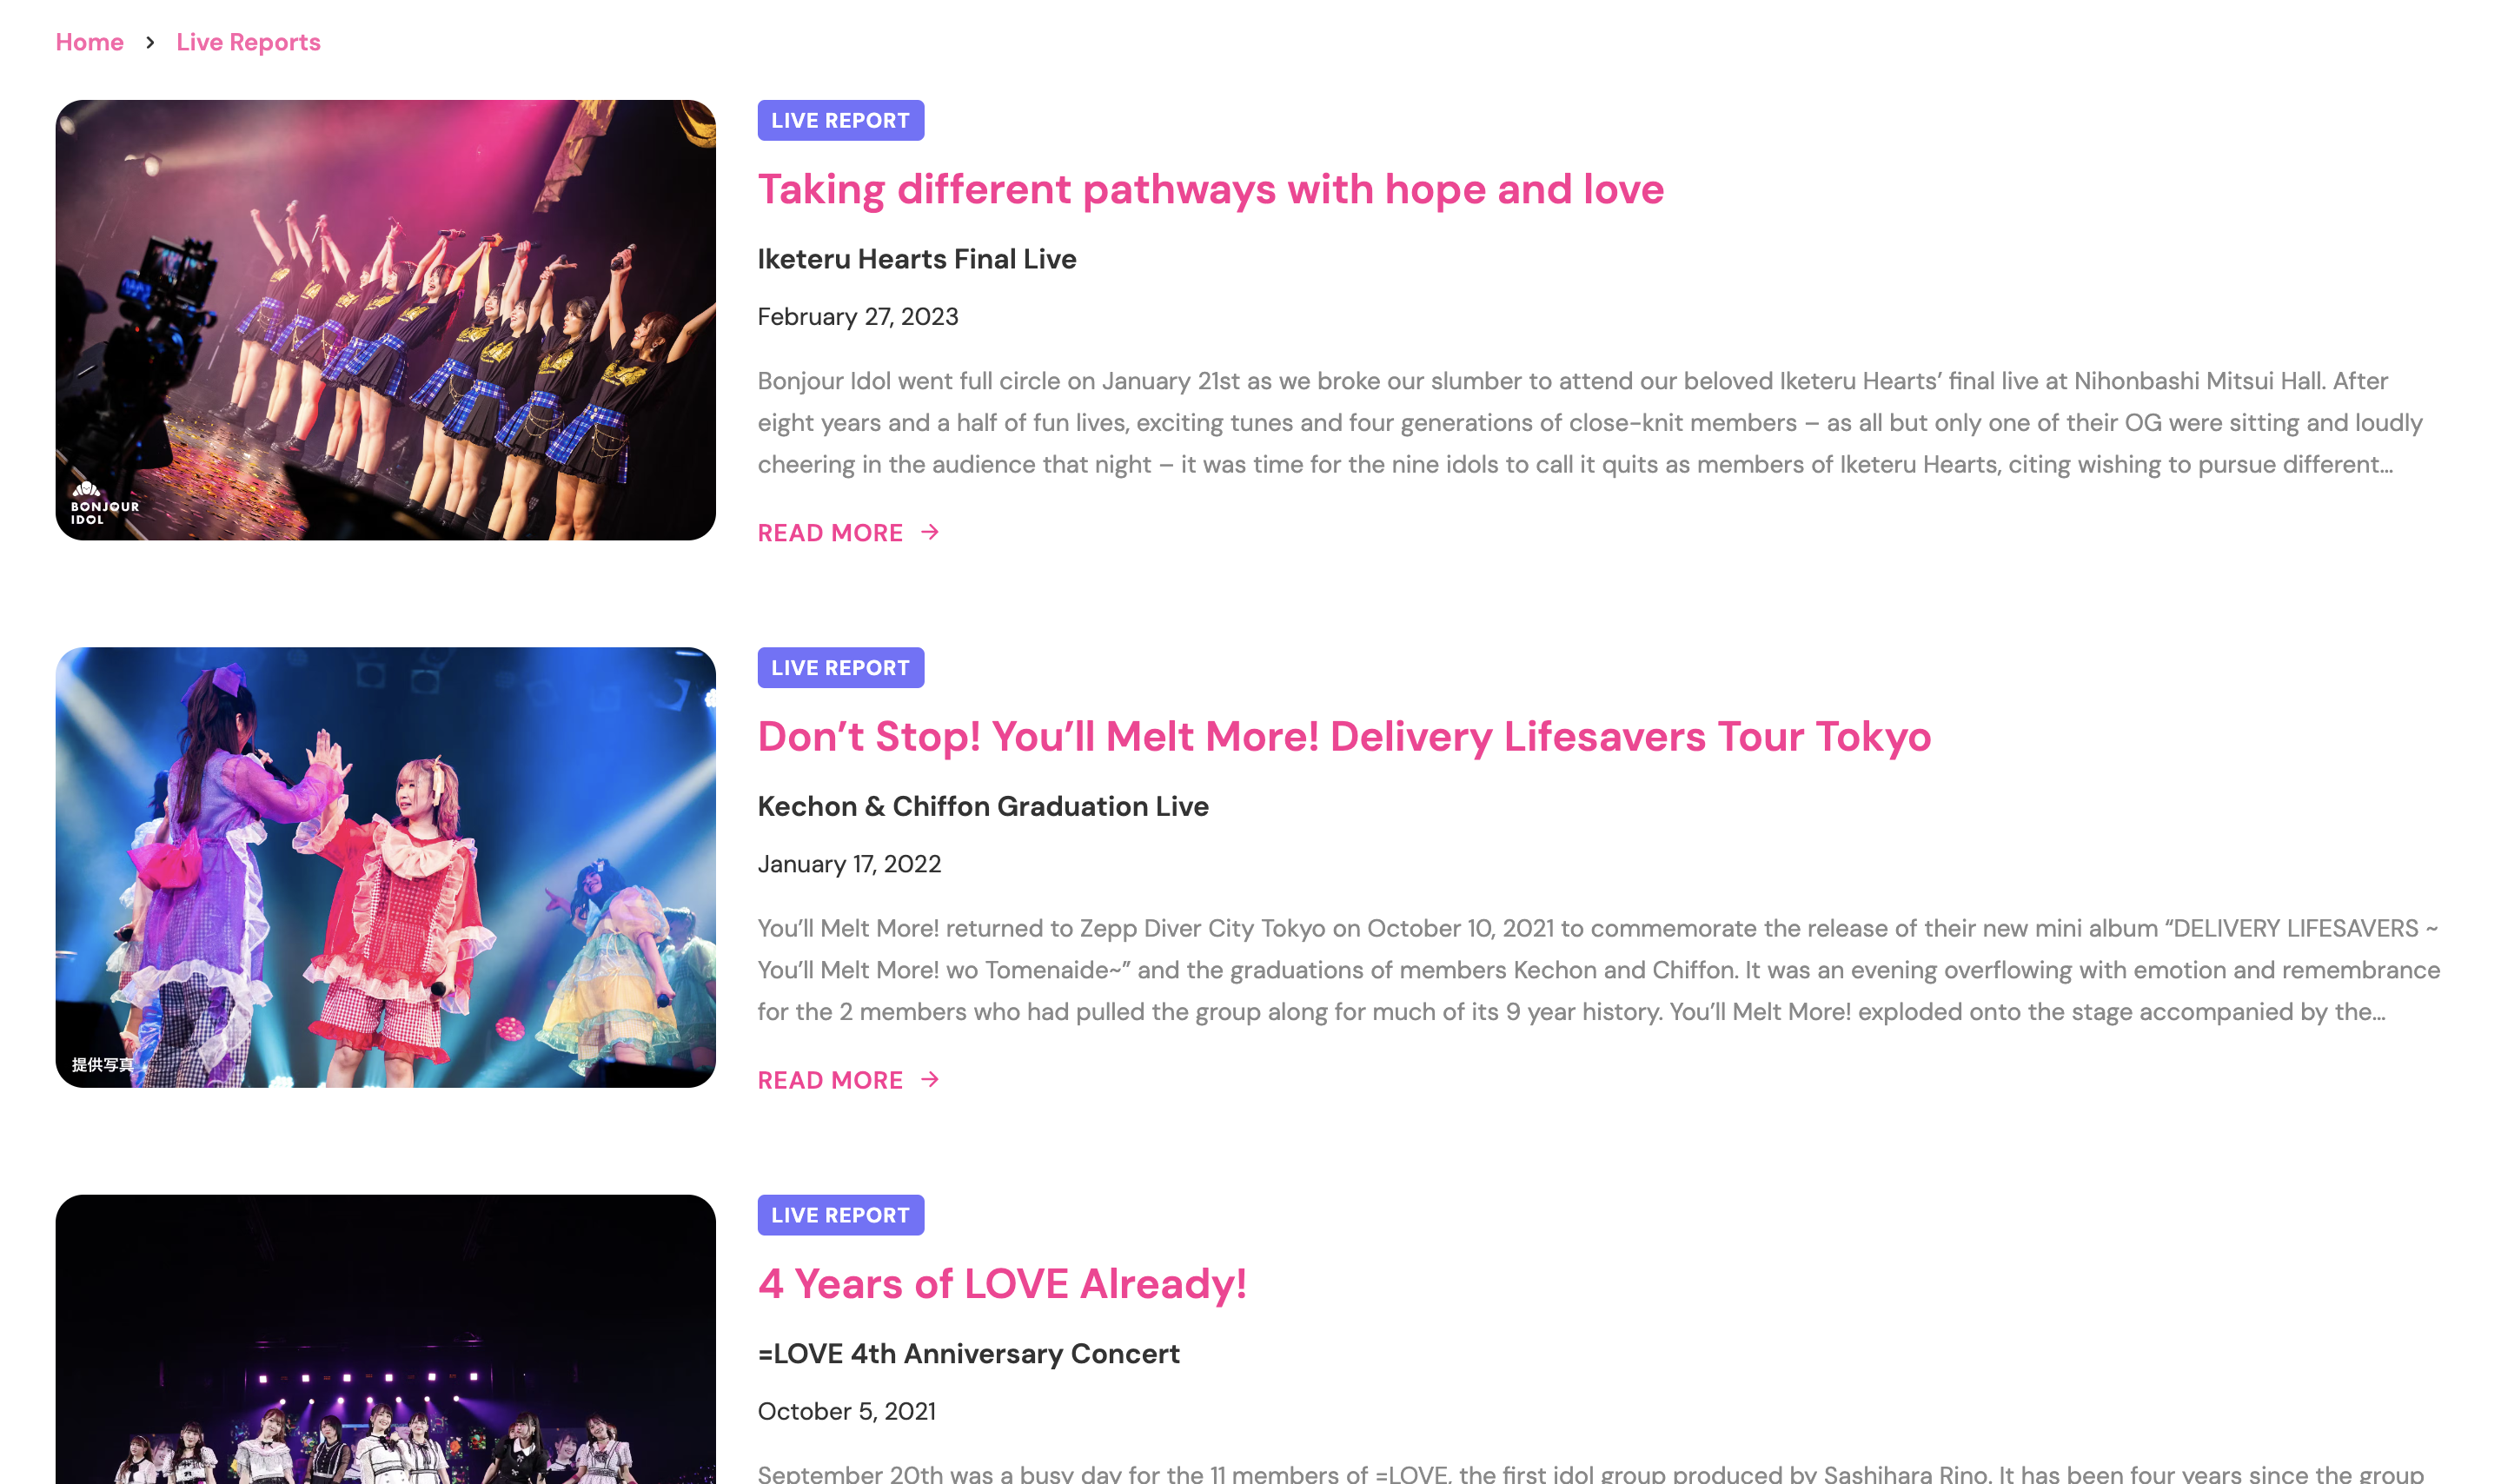 Home > Live Reports
LIVE REPORT
Taking different pathways with hope and love
Iketeru Hearts Final Live
February 27, 2023
Bonjour Idol went full circle on January 21st as we broke our slumber to attend our beloved Iketeru Hearts’ final live at Nihonbashi Mitsui Hall. After
eight years and a half of fun lives, exciting tunes and four generations of close-knit members – as all but only one of their OG were sitting and loudly
cheering in the audience that night – it was time for the nine idols to call it quits as members of Iketeru Hearts, citing wishing to pursue different...
READ MORE →
BONJOUR
IDOL
LIVE REPORT
Don’t Stop! You’ll Melt More! Delivery Lifesavers Tour Tokyo
Kechon & Chiffon Graduation Live
January 17, 2022
You’ll Melt More! returned to Zepp Diver City Tokyo on October 10, 2021 to commemorate the release of their new mini album “DELIVERY LIFESAVERS ~
You’ll Melt More! wo Tomenaide~” and the graduations of members Kechon and Chiffon. It was an evening overflowing with emotion and remembrance
for the 2 members who had pulled the group along for much of its 9 year history. You’ll Melt More! exploded onto the stage accompanied by the...
READ MORE →
提供写真
LIVE REPORT
4 Years of LOVE Already!
=LOVE 4th Anniversary Concert
October 5, 2021
September 20th was a busy day for the 11 members of =LOVE, the first idol group produced by Sashihara Rino. It has been four years since the group